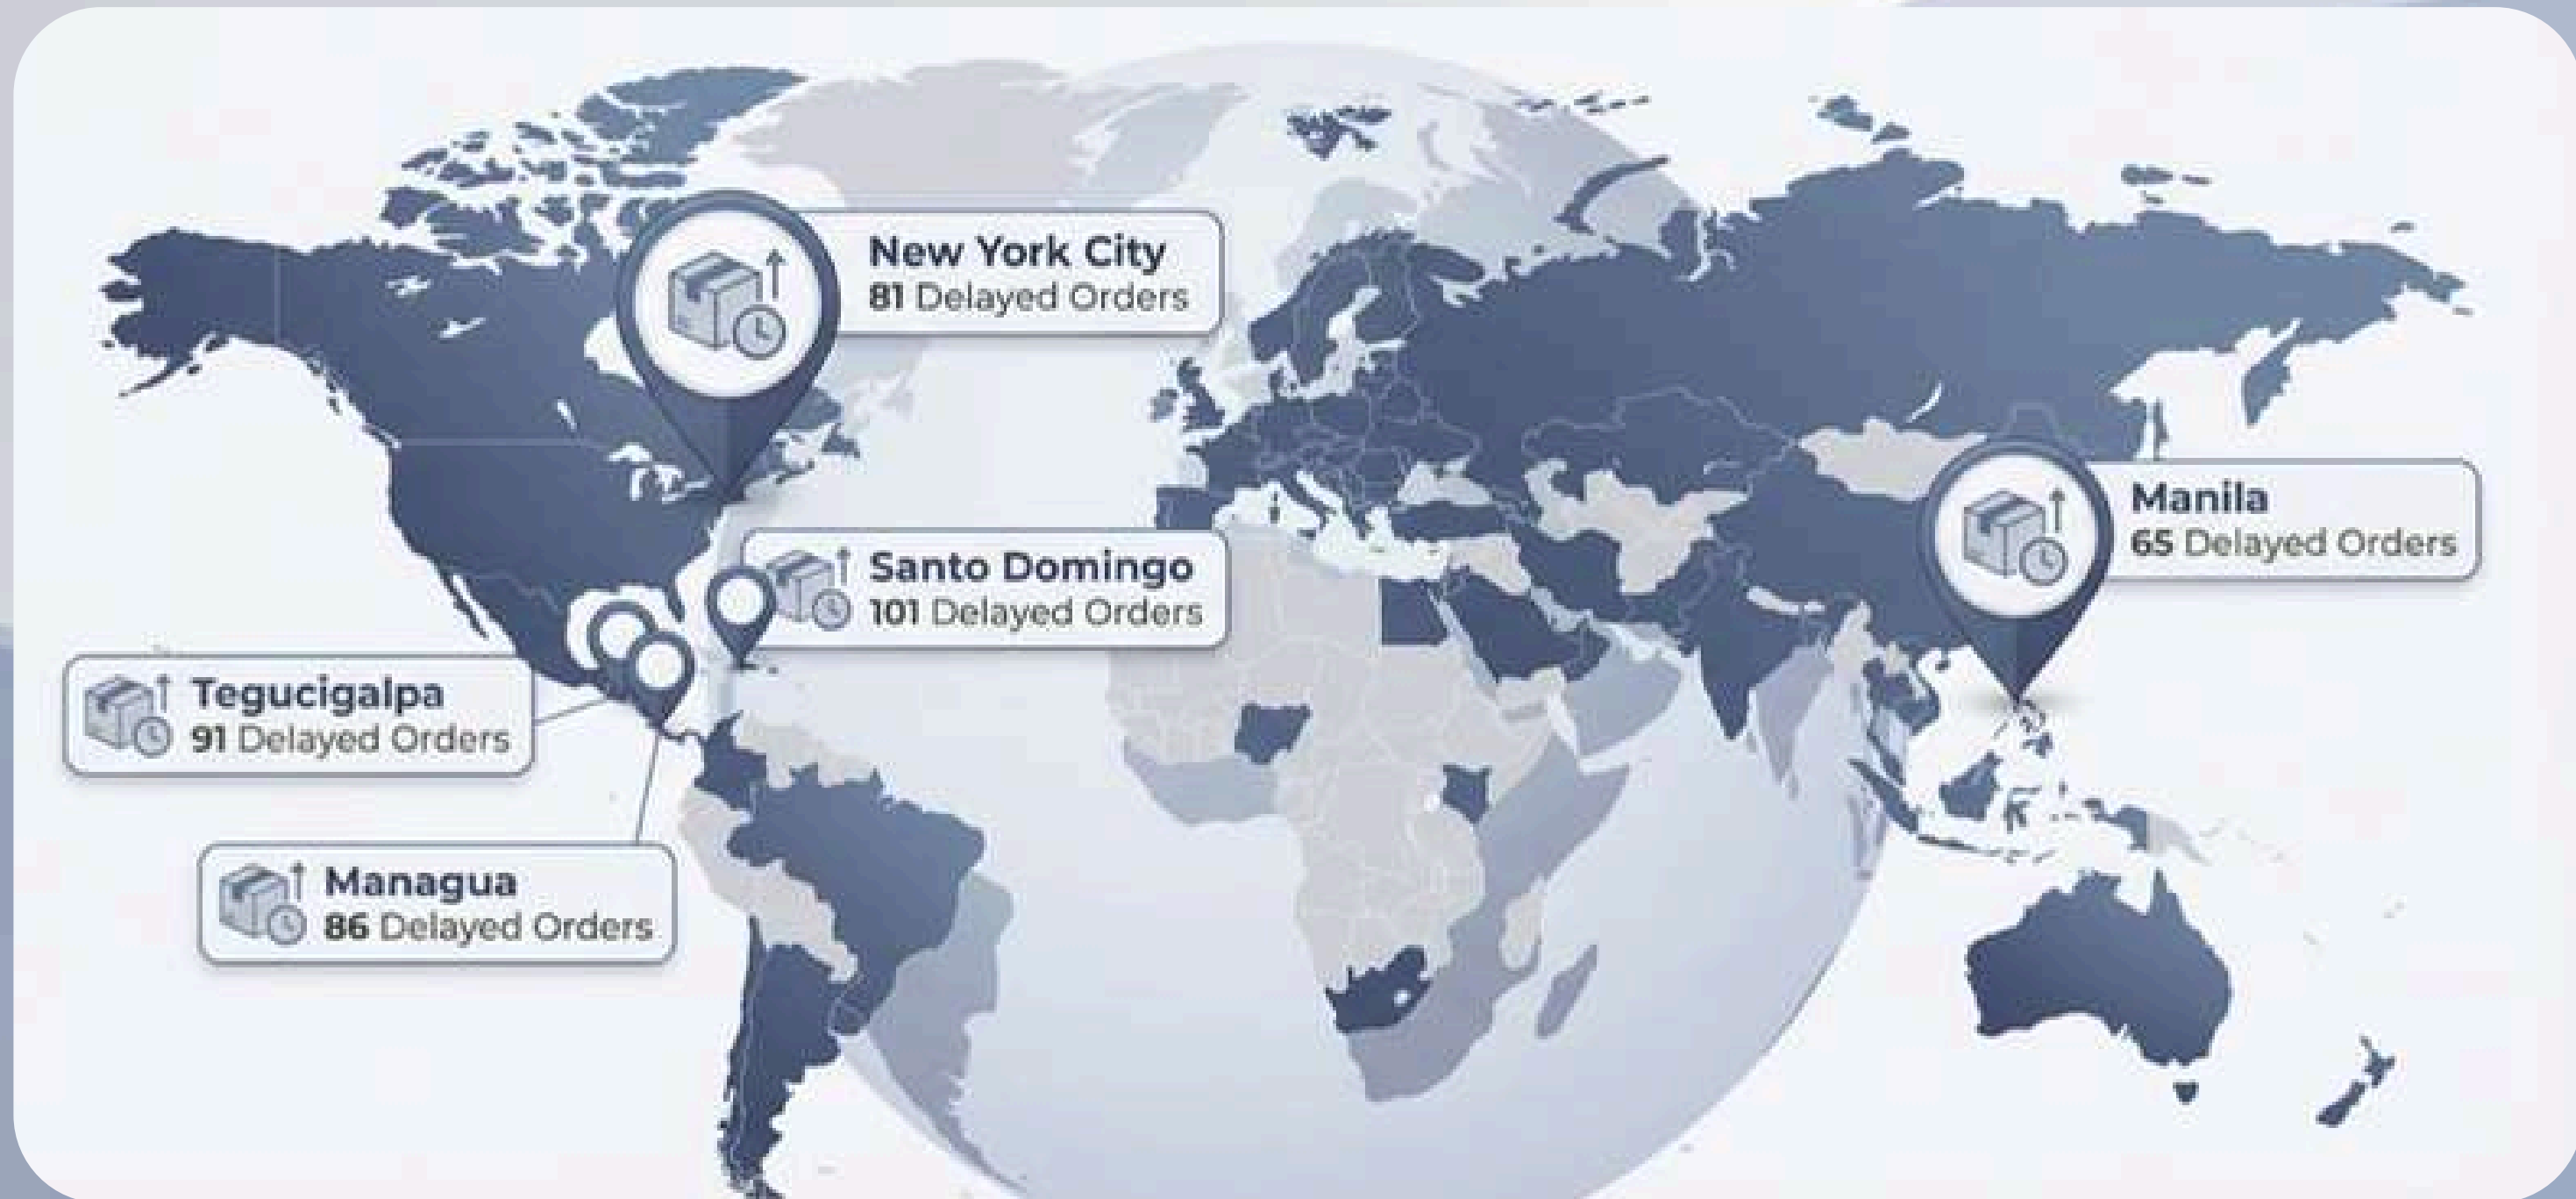 New York City
81 Delayed Orders
Santo Domingo
101 Delayed Orders
Manila
65 Delayed Orders
Tegucigalpa
91 Delayed Orders
Managua
86 Delayed Orders